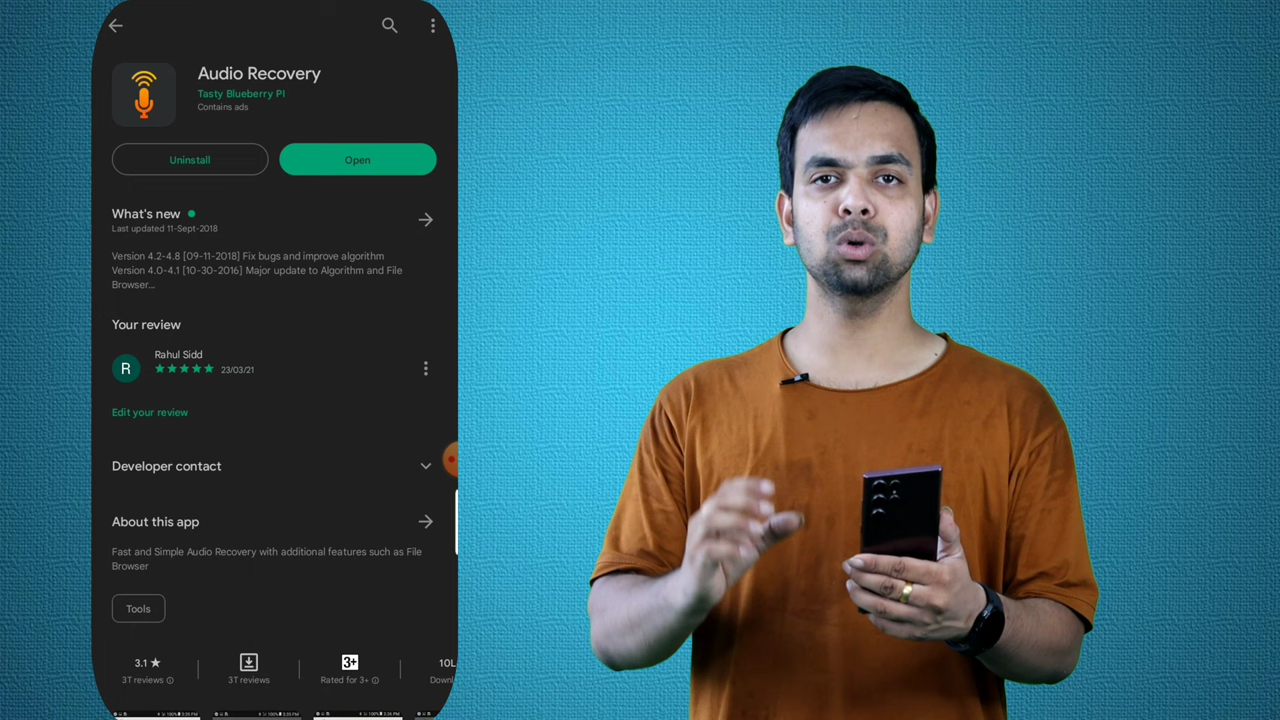 Audio Recovery
Tasty Blueberry PI
Contains ads
Uninstall
Open
What's new
Last updated 11-Sept-2018
Version 4.2-4.8 [09-11-2018] Fix bugs and improve algorithm
Version 4.0-4.1 [10-30-2016] Major update to Algorithm and File
Browser...
Your review
R
Rahul Sidd
★★★★★ 23/03/21
Edit your review
Developer contact
About this app
Fast and Simple Audio Recovery with additional features such as File
Browser
Tools
3.1★
3T reviews
3T reviews
3+
Rated for 3+
10L
Downl